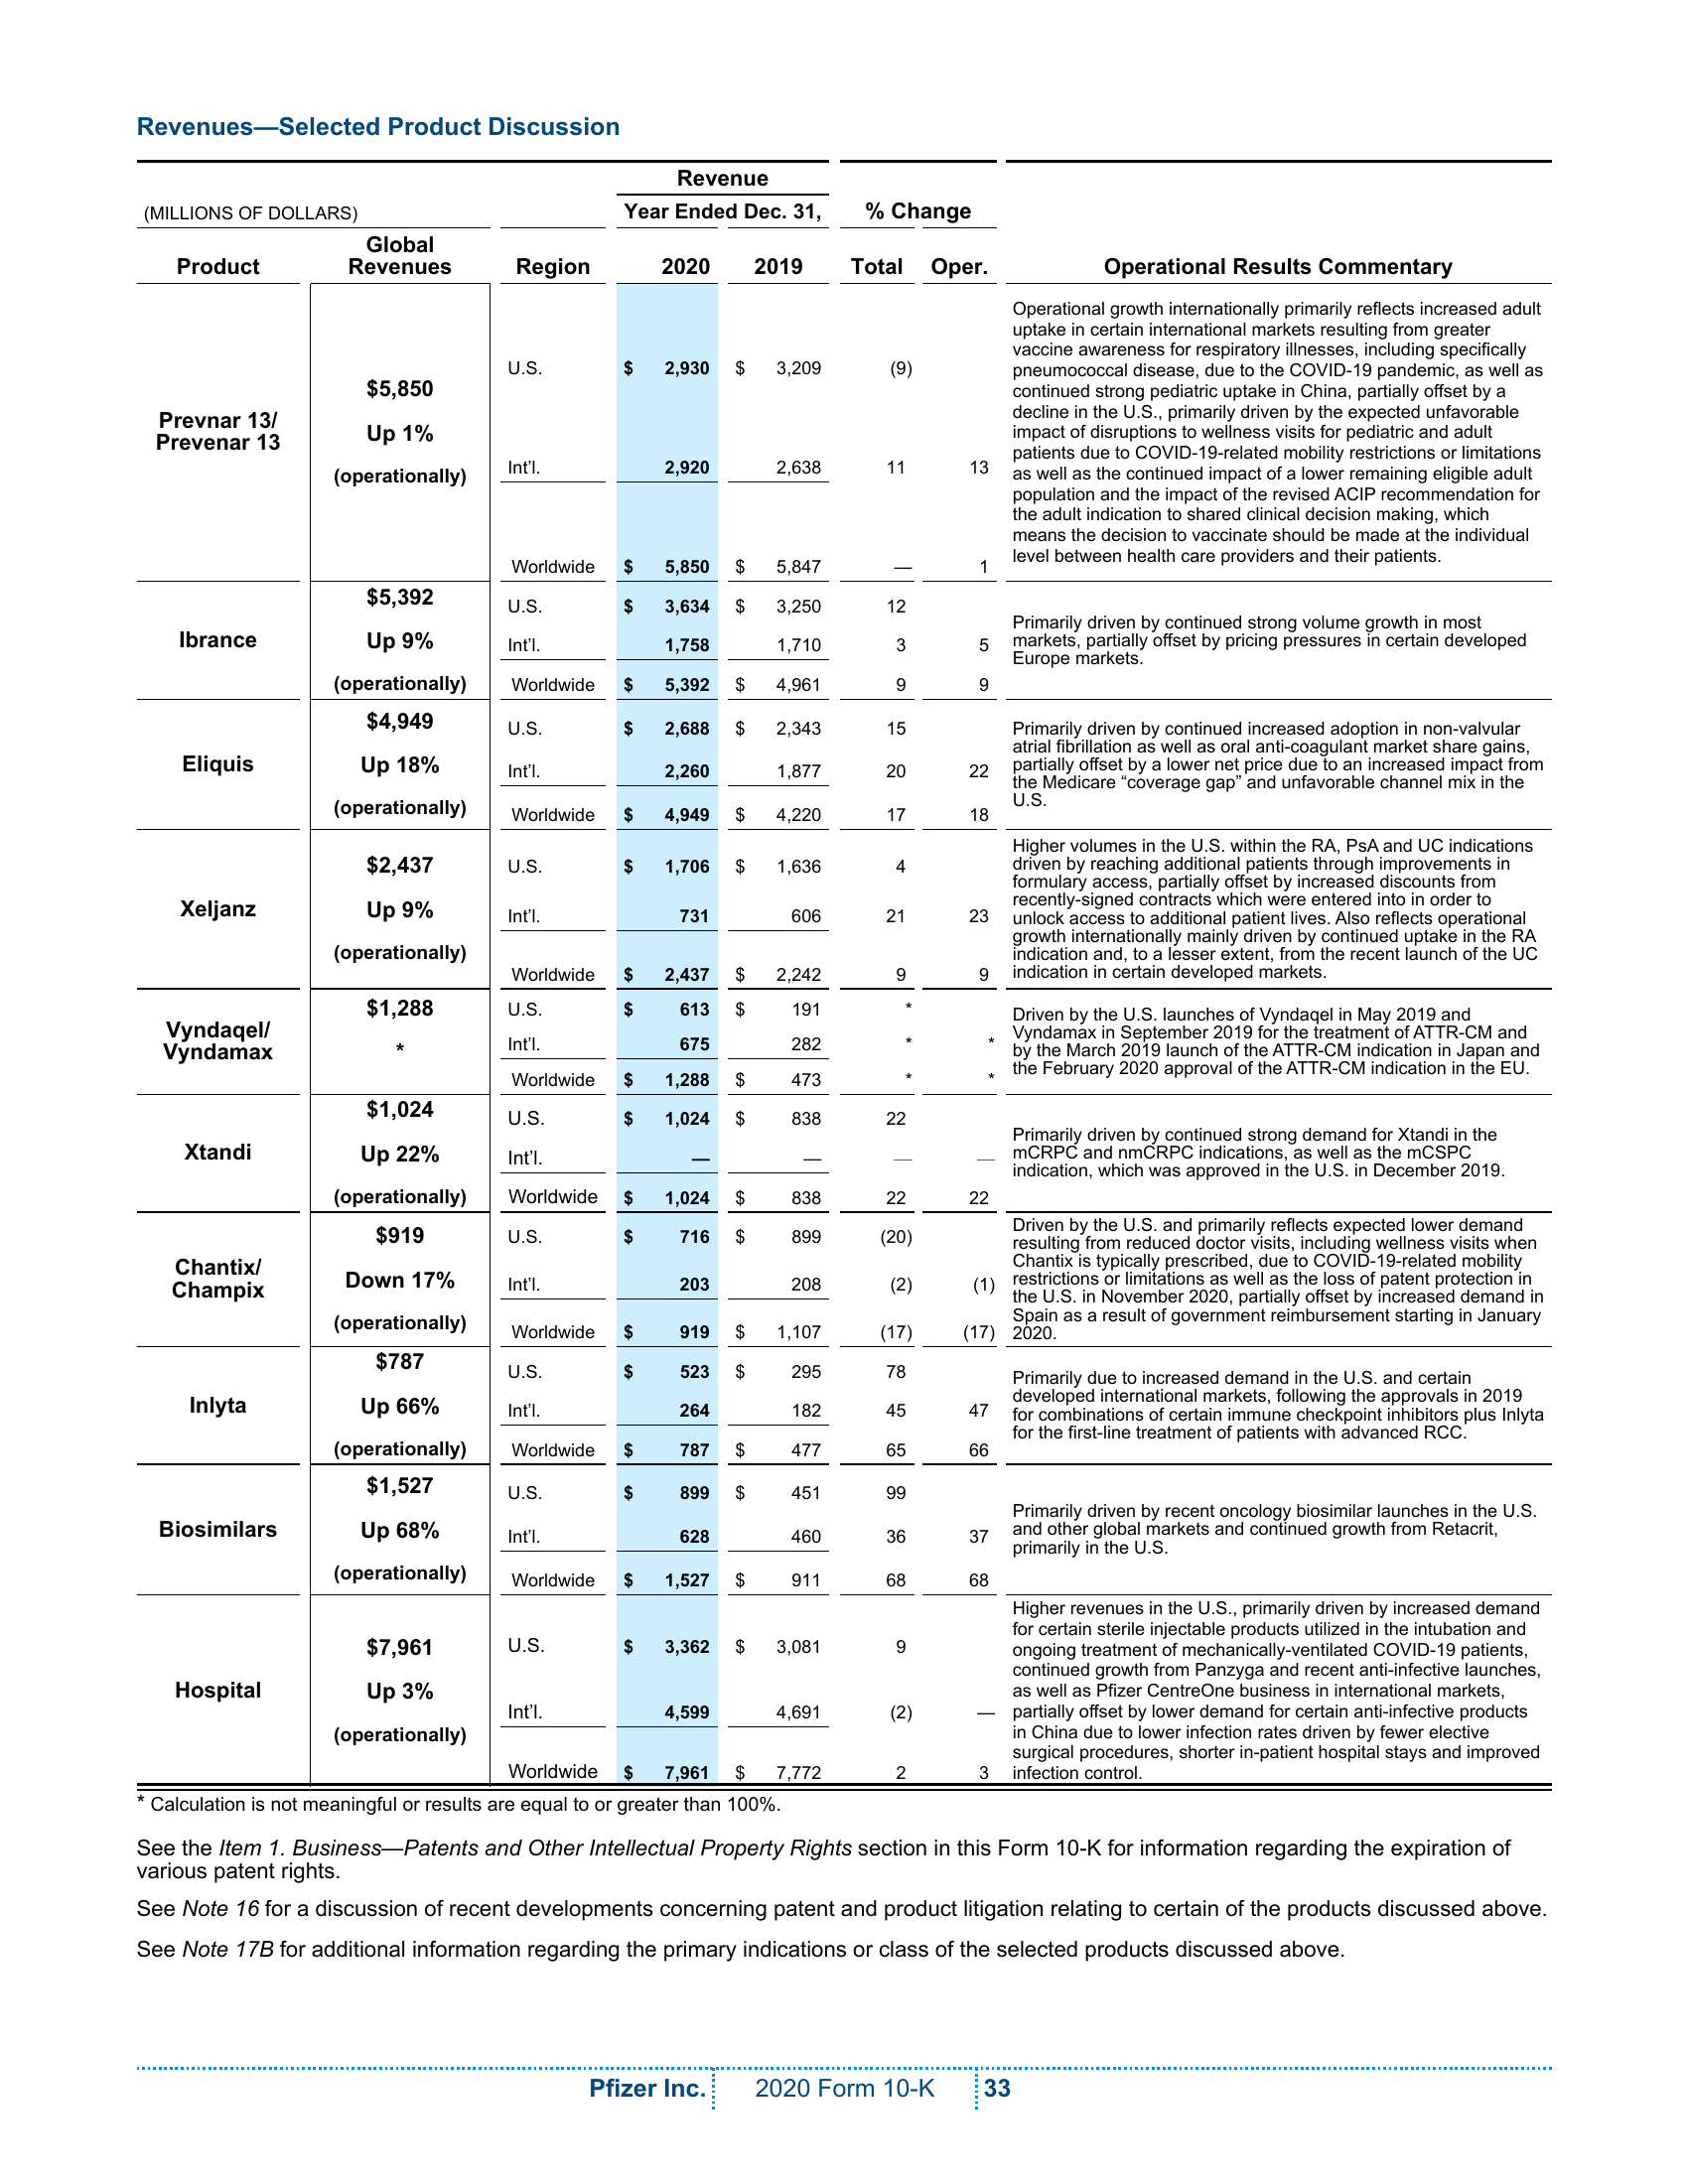 Revenues—Selected Product Discussion
Revenue
(MILLIONS OF DOLLARS) Year Ended Dec. 31, % Change
Global
Product Revenues Region 2020 2019 Total Oper. Operational Results Commentary
Prevnar 13/
Prevenar 13
$5,850
Up 1%
(operationally)
U.S. $ 2,930 $ 3,209 (9)
Int'l. 2,920 2,638 11 13
Worldwide $ 5,850 $ 5,847 — 1
Operational growth internationally primarily reflects increased adult
uptake in certain international markets resulting from greater
vaccine awareness for respiratory illnesses, including specifically
pneumococcal disease, due to the COVID-19 pandemic, as well as
continued strong pediatric uptake in China, partially offset by a
decline in the U.S., primarily driven by the expected unfavorable
impact of disruptions to wellness visits for pediatric and adult
patients due to COVID-19-related mobility restrictions or limitations
as well as the continued impact of a lower remaining eligible adult
population and the impact of the revised ACIP recommendation for
the adult indication to shared clinical decision making, which
means the decision to vaccinate should be made at the individual
level between health care providers and their patients.
Ibrance
$5,392
Up 9%
(operationally)
U.S. $ 3,634 $ 3,250 12
Int'l. 1,758 1,710 3 5
Worldwide $ 5,392 $ 4,961 9 9
Primarily driven by continued strong volume growth in most
markets, partially offset by pricing pressures in certain developed
Europe markets.
Eliquis
$4,949
Up 18%
(operationally)
U.S. $ 2,688 $ 2,343 15
Int'l. 2,260 1,877 20 22
Worldwide $ 4,949 $ 4,220 17 18
Primarily driven by continued increased adoption in non-valvular
atrial fibrillation as well as oral anti-coagulant market share gains,
partially offset by a lower net price due to an increased impact from
the Medicare “coverage gap” and unfavorable channel mix in the
U.S.
Xeljanz
$2,437
Up 9%
(operationally)
U.S. $ 1,706 $ 1,636 4
Int'l. 731 606 21 23
Worldwide $ 2,437 $ 2,242 9 9
Higher volumes in the U.S. within the RA, PsA and UC indications
driven by reaching additional patients through improvements in
formulary access, partially offset by increased discounts from
recently-signed contracts which were entered into in order to
unlock access to additional patient lives. Also reflects operational
growth internationally mainly driven by continued uptake in the RA
indication and, to a lesser extent, from the recent launch of the UC
indication in certain developed markets.
Vyndaqel/
Vyndamax
$1,288
*
U.S. $ 613 $ 191 *
Int'l. 675 282 * *
Worldwide $ 1,288 $ 473 * *
Driven by the U.S. launches of Vyndaqel in May 2019 and
Vyndamax in September 2019 for the treatment of ATTR-CM and
by the March 2019 launch of the ATTR-CM indication in Japan and
the February 2020 approval of the ATTR-CM indication in the EU.
Xtandi
$1,024
Up 22%
(operationally)
U.S. $ 1,024 $ 838 22
Int'l. — — — —
Worldwide $ 1,024 $ 838 22 22
Primarily driven by continued strong demand for Xtandi in the
mCRPC and nmCRPC indications, as well as the mCSPC
indication, which was approved in the U.S. in December 2019.
Chantix/
Champix
$919
Down 17%
(operationally)
U.S. $ 716 $ 899 (20)
Int'l. 203 208 (2) (1)
Worldwide $ 919 $ 1,107 (17) (17)
Driven by the U.S. and primarily reflects expected lower demand
resulting from reduced doctor visits, including wellness visits when
Chantix is typically prescribed, due to COVID-19-related mobility
restrictions or limitations as well as the loss of patent protection in
the U.S. in November 2020, partially offset by increased demand in
Spain as a result of government reimbursement starting in January
2020.
Inlyta
$787
Up 66%
(operationally)
U.S. $ 523 $ 295 78
Int'l. 264 182 45 47
Worldwide $ 787 $ 477 65 66
Primarily due to increased demand in the U.S. and certain
developed international markets, following the approvals in 2019
for combinations of certain immune checkpoint inhibitors plus Inlyta
for the first-line treatment of patients with advanced RCC.
Biosimilars
$1,527
Up 68%
(operationally)
U.S. $ 899 $ 451 99
Int'l. 628 460 36 37
Worldwide $ 1,527 $ 911 68 68
Primarily driven by recent oncology biosimilar launches in the U.S.
and other global markets and continued growth from Retacrit,
primarily in the U.S.
Hospital
$7,961
Up 3%
(operationally)
U.S. $ 3,362 $ 3,081 9
Int'l. 4,599 4,691 (2) —
Worldwide $ 7,961 $ 7,772 2 3
Higher revenues in the U.S., primarily driven by increased demand
for certain sterile injectable products utilized in the intubation and
ongoing treatment of mechanically-ventilated COVID-19 patients,
continued growth from Panzyga and recent anti-infective launches,
as well as Pfizer CentreOne business in international markets,
partially offset by lower demand for certain anti-infective products
in China due to lower infection rates driven by fewer elective
surgical procedures, shorter in-patient hospital stays and improved
infection control.
* Calculation is not meaningful or results are equal to or greater than 100%.
See the Item 1. Business—Patents and Other Intellectual Property Rights section in this Form 10-K for information regarding the expiration of
various patent rights.
See Note 16 for a discussion of recent developments concerning patent and product litigation relating to certain of the products discussed above.
See Note 17B for additional information regarding the primary indications or class of the selected products discussed above.
Pfizer Inc. 2020 Form 10-K 33